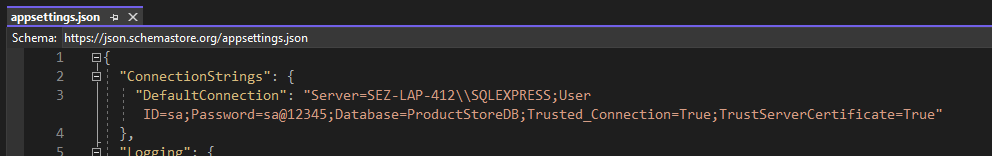 appsettings.json
Schema: https://json.schemastore.org/appsettings.json
1 {
2 "ConnectionStrings": {
3 "DefaultConnection": "Server=SEZ-LAP-412\\SQLEXPRESS;User
ID=sa;Password=sa@12345;Database=ProductStoreDB;Trusted_Connection=True;TrustServerCertificate=True"
4 },
5 "Logging": {